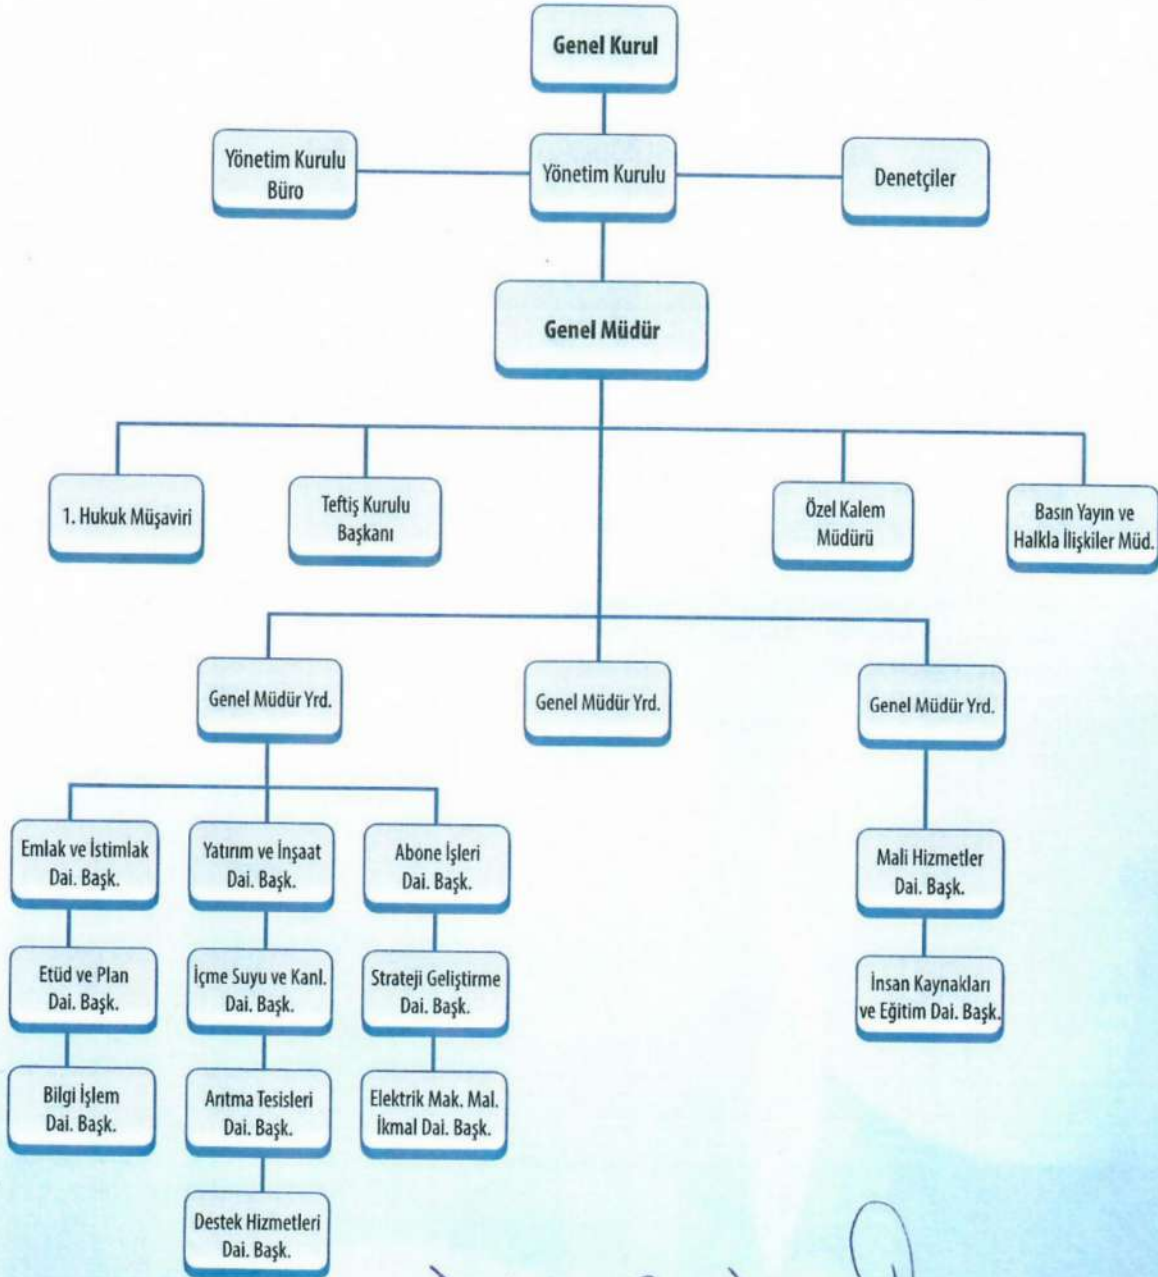 Genel Kurul
Yönetim Kurulu
Büro
Yönetim Kurulu
Denetçiler
Genel Müdür
1. Hukuk Müşaviri
Teftiş Kurulu
Başkanı
Özel Kalem
Müdürü
Basın Yayın ve
Halkla İlişkiler Müd.
Genel Müdür Yrd.
Genel Müdür Yrd.
Genel Müdür Yrd.
Emlak ve İstimlak
Dai. Başk.
Yatırım ve İnşaat
Dai. Başk.
Abone İşleri
Dai. Başk.
Mali Hizmetler
Dai. Başk.
Etüd ve Plan
Dai. Başk.
İçme Suyu ve Kanl.
Dai. Başk.
Strateji Geliştirme
Dai. Başk.
İnsan Kaynakları
ve Eğitim Dai. Başk.
Bilgi İşlem
Dai. Başk.
Arıtma Tesisleri
Dai. Başk.
Elektrik Mak. Mal.
İkmal Dai. Başk.
Destek Hizmetleri
Dai. Başk.